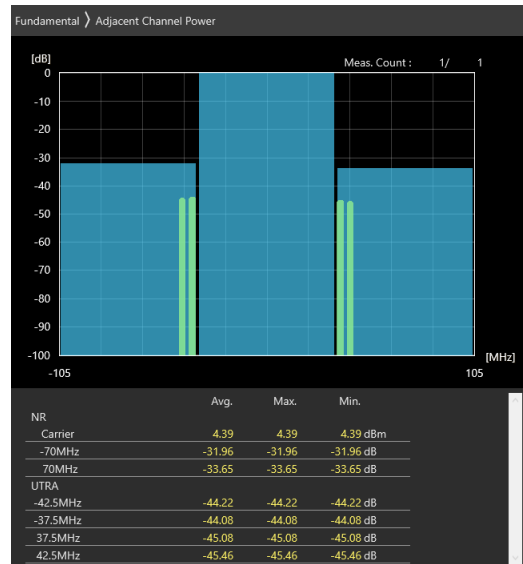 Fundamental 〉 Adjacent Channel Power
[dB]
Meas. Count : 1/ 1
0
-10
-20
-30
-40
-50
-60
-70
-80
-90
-100
[MHz]
-105 105
Avg. Max. Min.
NR
Carrier 4.39 4.39 4.39 dBm
-70MHz -31.96 -31.96 -31.96 dB
70MHz -33.65 -33.65 -33.65 dB
UTRA
-42.5MHz -44.22 -44.22 -44.22 dB
-37.5MHz -44.08 -44.08 -44.08 dB
37.5MHz -45.08 -45.08 -45.08 dB
42.5MHz -45.46 -45.46 -45.46 dB